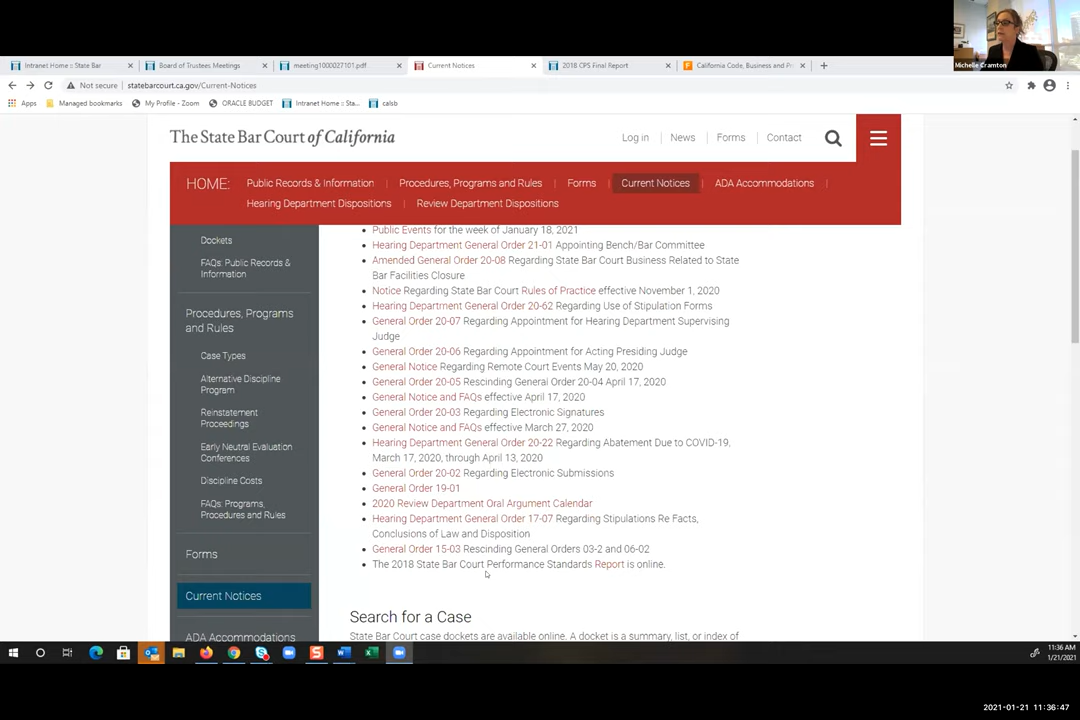 Michelle Cramton
Intranet Home :: State Bar
Board of Trustees Meetings
meeting1000027101.pdf
Current Notices
2018 CPS Final Report
California Code, Business and Pr
Not secure | statebarcourt.ca.gov/Current-Notices
Apps
Managed bookmarks
My Profile - Zoom
ORACLE BUDGET
Intranet Home :: Sta...
calsb
The State Bar Court of California
Log in
News
Forms
Contact
HOME:
Public Records & Information
Procedures, Programs and Rules
Forms
Current Notices
ADA Accommodations
Hearing Department Dispositions
Review Department Dispositions
Dockets
FAQs: Public Records &
Information
Procedures, Programs
and Rules
Case Types
Alternative Discipline
Program
Reinstatement
Proceedings
Early Neutral Evaluation
Conferences
Discipline Costs
FAQs: Programs,
Procedures and Rules
Forms
Current Notices
ADA Accommodations
Public Events for the week of January 18, 2021
Hearing Department General Order 21-01 Appointing Bench/Bar Committee
Amended General Order 20-08 Regarding State Bar Court Business Related to State
Bar Facilities Closure
Notice Regarding State Bar Court Rules of Practice effective November 1, 2020
Hearing Department General Order 20-62 Regarding Use of Stipulation Forms
General Order 20-07 Regarding Appointment for Hearing Department Supervising
Judge
General Order 20-06 Regarding Appointment for Acting Presiding Judge
General Notice Regarding Remote Court Events May 20, 2020
General Order 20-05 Rescinding General Order 20-04 April 17, 2020
General Notice and FAQs effective April 17, 2020
General Order 20-03 Regarding Electronic Signatures
General Notice and FAQs effective March 27, 2020
Hearing Department General Order 20-22 Regarding Abatement Due to COVID-19,
March 17, 2020, through April 13, 2020
General Order 20-02 Regarding Electronic Submissions
General Order 19-01
2020 Review Department Oral Argument Calendar
Hearing Department General Order 17-07 Regarding Stipulations Re Facts,
Conclusions of Law and Disposition
General Order 15-03 Rescinding General Orders 03-2 and 06-02
The 2018 State Bar Court Performance Standards Report is online.
Search for a Case
State Bar Court case dockets are available online. A docket is a summary, list, or index of
11:36 AM
1/21/2021
2021-01-21 11:36:47